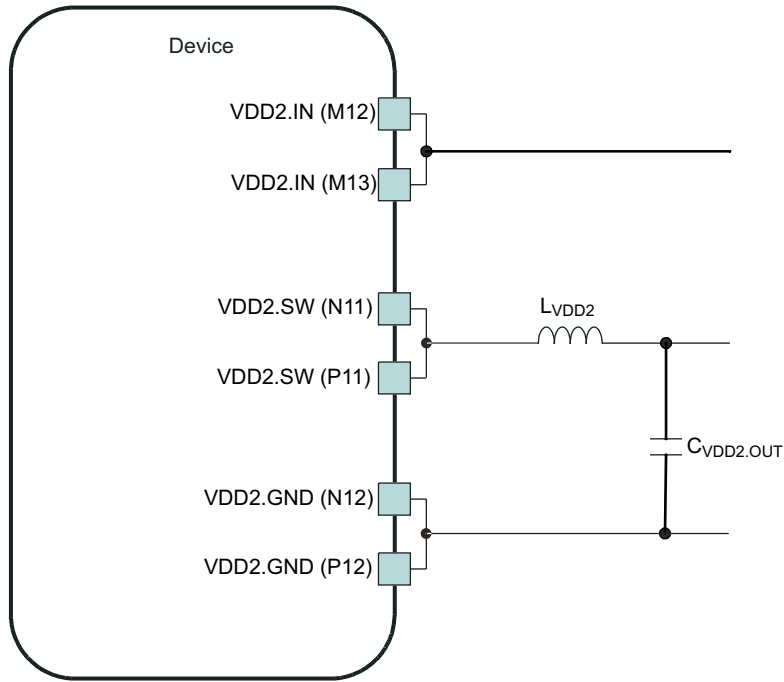 Device
VDD2.IN (M12)
VDD2.IN (M13)
VDD2.SW (N11)
LVDD2
VDD2.SW (P11)
CVDD2.OUT
VDD2.GND (N12)
VDD2.GND (P12)